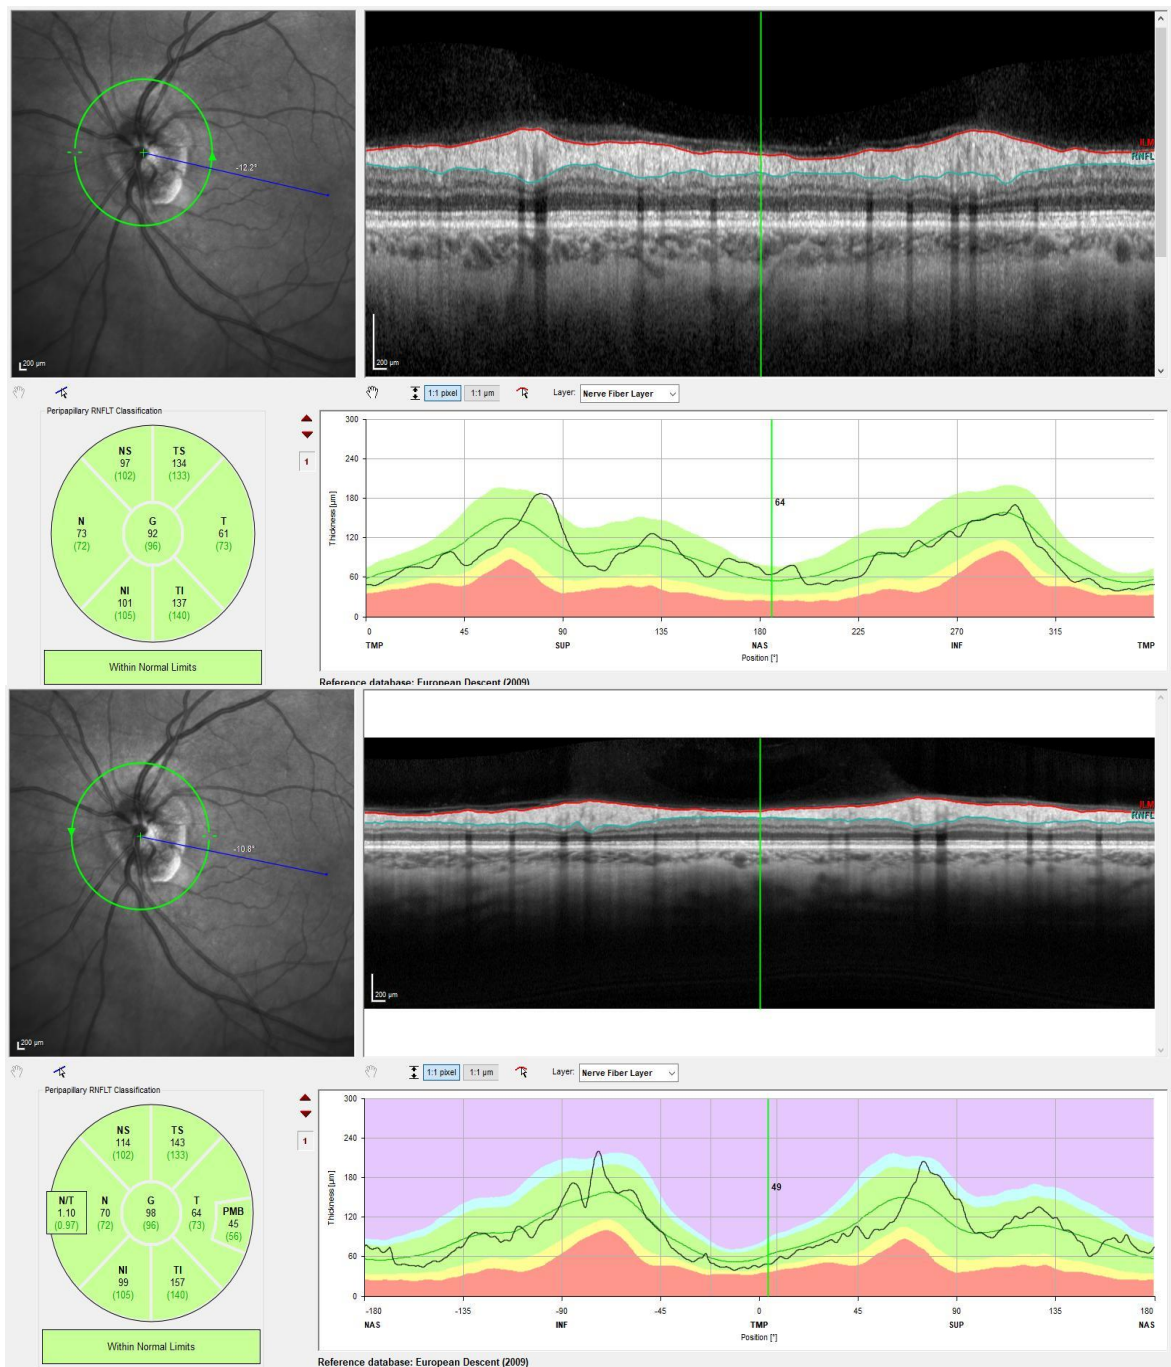 -12.2°
200 µm
ILM
RNFL
200 µm
1:1 pixel 1:1 µm Layer: Nerve Fiber Layer
Peripapillary RNFLT Classification
NS 97 (102)
TS 134 (133)
N 73 (72)
G 92 (96)
T 61 (73)
NI 101 (105)
TI 137 (140)
Within Normal Limits
1
Thickness [µm]
300
240
180
120
60
0
64
0 45 90 135 180 225 270 315
TMP SUP NAS INF TMP
Position [°]
Reference database: European Descent (2009)
-10.8°
200 µm
ILM
RNFL
200 µm
1:1 pixel 1:1 µm Layer: Nerve Fiber Layer
Peripapillary RNFLT Classification
NS 114 (102)
TS 143 (133)
N/T 1.10 (0.97)
N 70 (72)
G 98 (96)
T 64 (73)
PMB 45 (56)
NI 99 (105)
TI 157 (140)
Within Normal Limits
1
Thickness [µm]
300
240
180
120
60
0
49
-180 -135 -90 -45 0 45 90 135 180
NAS INF TMP SUP NAS
Position [°]
Reference database: European Descent (2009)